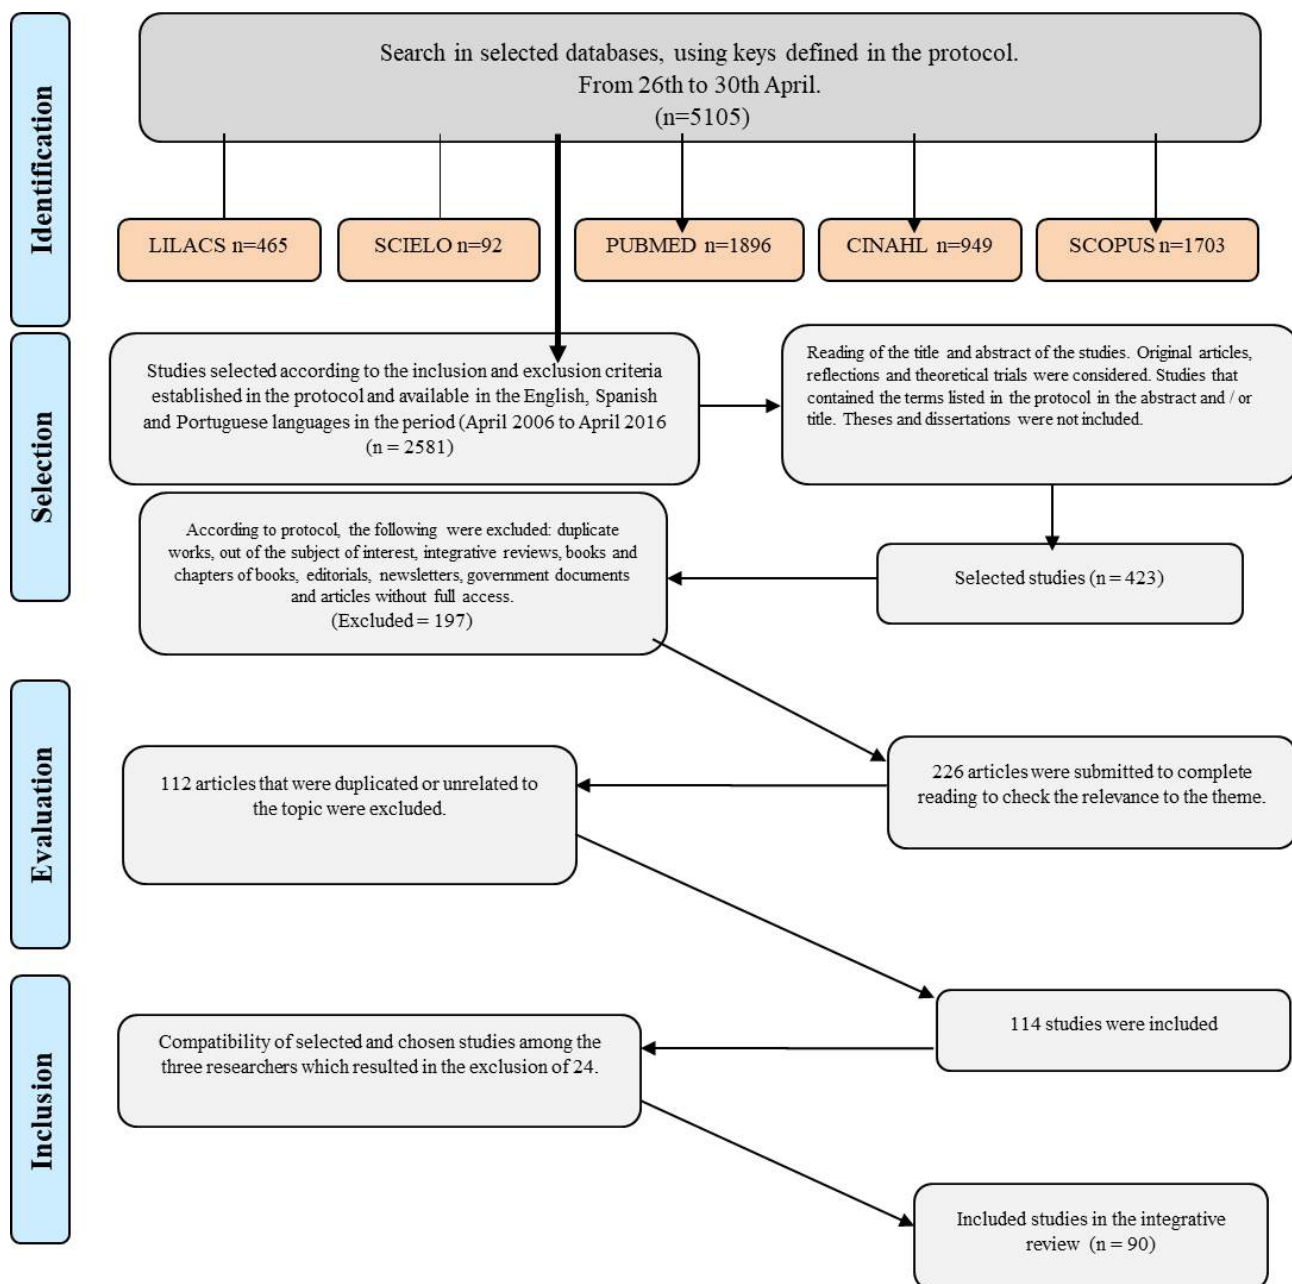 Identification
Search in selected databases, using keys defined in the protocol.
From 26th to 30th April.
(n=5105)
LILACS n=465
SCIELO n=92
PUBMED n=1896
CINAHL n=949
SCOPUS n=1703
Selection
Studies selected according to the inclusion and exclusion criteria
established in the protocol and available in the English, Spanish
and Portuguese languages in the period (April 2006 to April 2016
(n = 2581)
Reading of the title and abstract of the studies. Original articles,
reflections and theoretical trials were considered. Studies that
contained the terms listed in the protocol in the abstract and / or
title. Theses and dissertations were not included.
According to protocol, the following were excluded: duplicate
works, out of the subject of interest, integrative reviews, books and
chapters of books, editorials, newsletters, government documents
and articles without full access.
(Excluded = 197)
Selected studies (n = 423)
Evaluation
112 articles that were duplicated or unrelated to
the topic were excluded.
226 articles were submitted to complete
reading to check the relevance to the theme.
Inclusion
114 studies were included
Compatibility of selected and chosen studies among the
three researchers which resulted in the exclusion of 24.
Included studies in the integrative
review (n = 90)